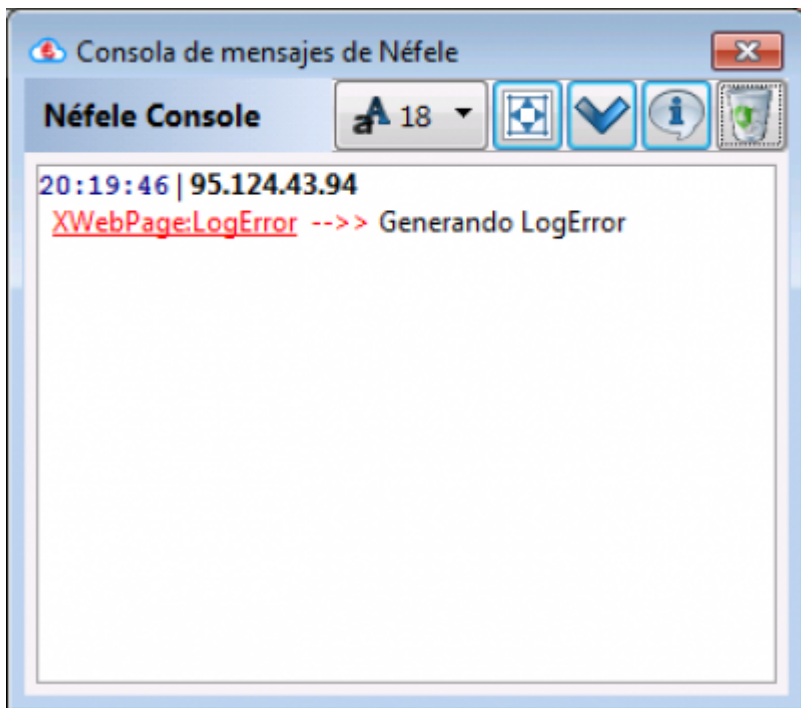 Consola de mensajes de Néfele
Néfele Console
aA 18
20:19:46 | 95.124.43.94
XWebPage:LogError -->> Generando LogError